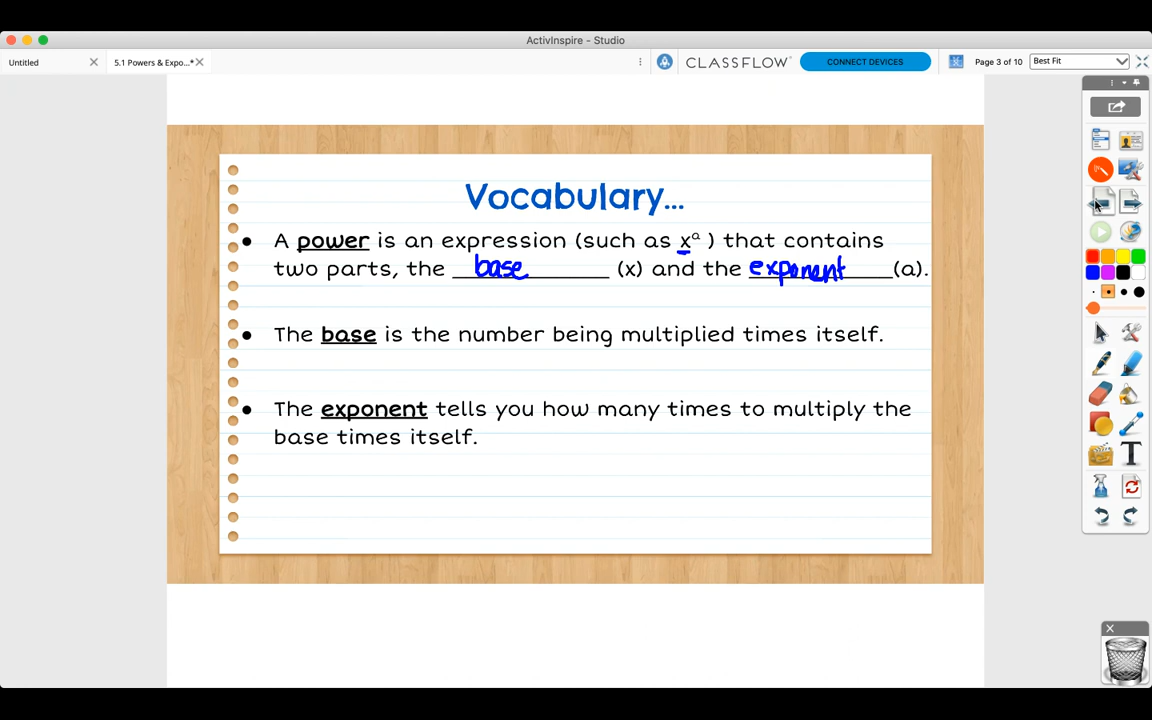 ActivInspire - Studio
Untitled
5.1 Powers & Expo...*
CLASSFLOW
CONNECT DEVICES
Page 3 of 10
Best Fit
Vocabulary...
• A power is an expression (such as xᵃ ) that contains
two parts, the base (x) and the exponent (a).
• The base is the number being multiplied times itself.
• The exponent tells you how many times to multiply the
base times itself.